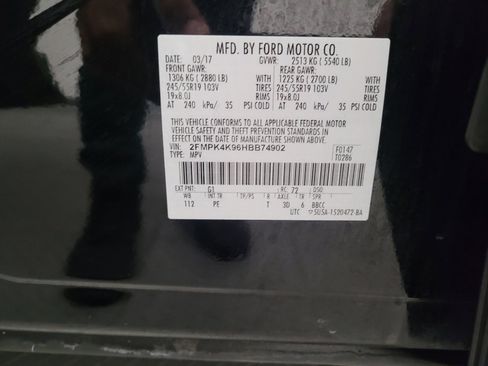 MFD. BY FORD MOTOR CO.
DATE: 03/17 GVWR: 2513 KG ( 5540 LB)
FRONT GAWR: REAR GAWR:
1306 KG ( 2880 LB) WITH 1225 KG ( 2700 LB) WITH
245/55R19 103V TIRES 245/55R19 103V TIRES
19x8.0J RIMS 19x8.0J RIMS
AT 240 kPa/ 35 PSI COLD AT 240 kPa/ 35 PSI COLD
THIS VEHICLE CONFORMS TO ALL APPLICABLE FEDERAL MOTOR
VEHICLE SAFETY AND THEFT PREVENTION STANDARDS IN
EFFECT ON THE DATE OF MANUFACTURE SHOWN ABOVE.
VIN: 2FMPK4K96HBB74902 F0147
TYPE: MPV T0286
EXT PNT: G1 RC: 72 DSO:
WB INT TR TP/PS R AXLE TR SPR
112 PE T 3D 6 BBCC
UTC 5U5A-1520472-BA